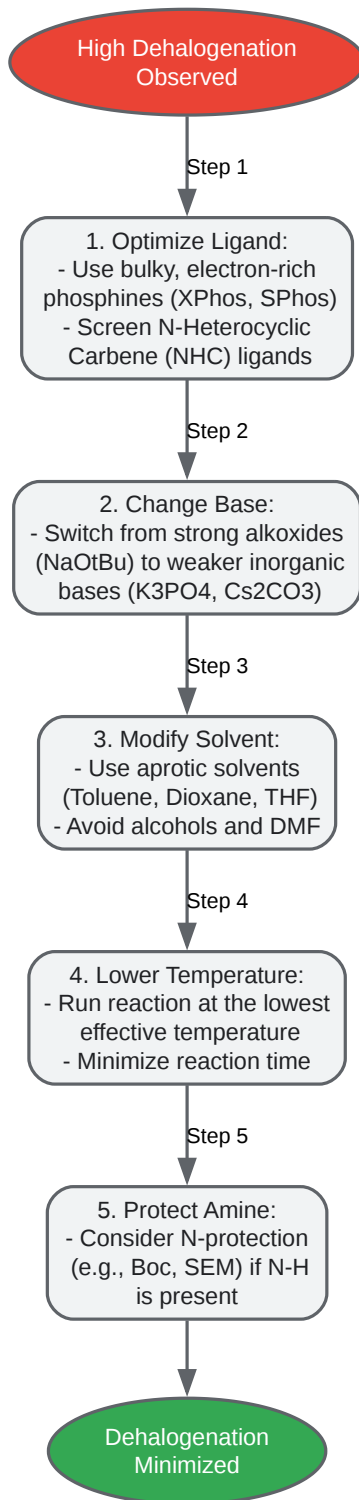 High Dehalogenation
Observed
Step 1
1. Optimize Ligand:
- Use bulky, electron-rich
phosphines (XPhos, SPhos)
- Screen N-Heterocyclic
Carbene (NHC) ligands
Step 2
2. Change Base:
- Switch from strong alkoxides
(NaOtBu) to weaker inorganic
bases (K3PO4, Cs2CO3)
Step 3
3. Modify Solvent:
- Use aprotic solvents
(Toluene, Dioxane, THF)
- Avoid alcohols and DMF
Step 4
4. Lower Temperature:
- Run reaction at the lowest
effective temperature
- Minimize reaction time
Step 5
5. Protect Amine:
- Consider N-protection
(e.g., Boc, SEM) if N-H
is present
Dehalogenation
Minimized